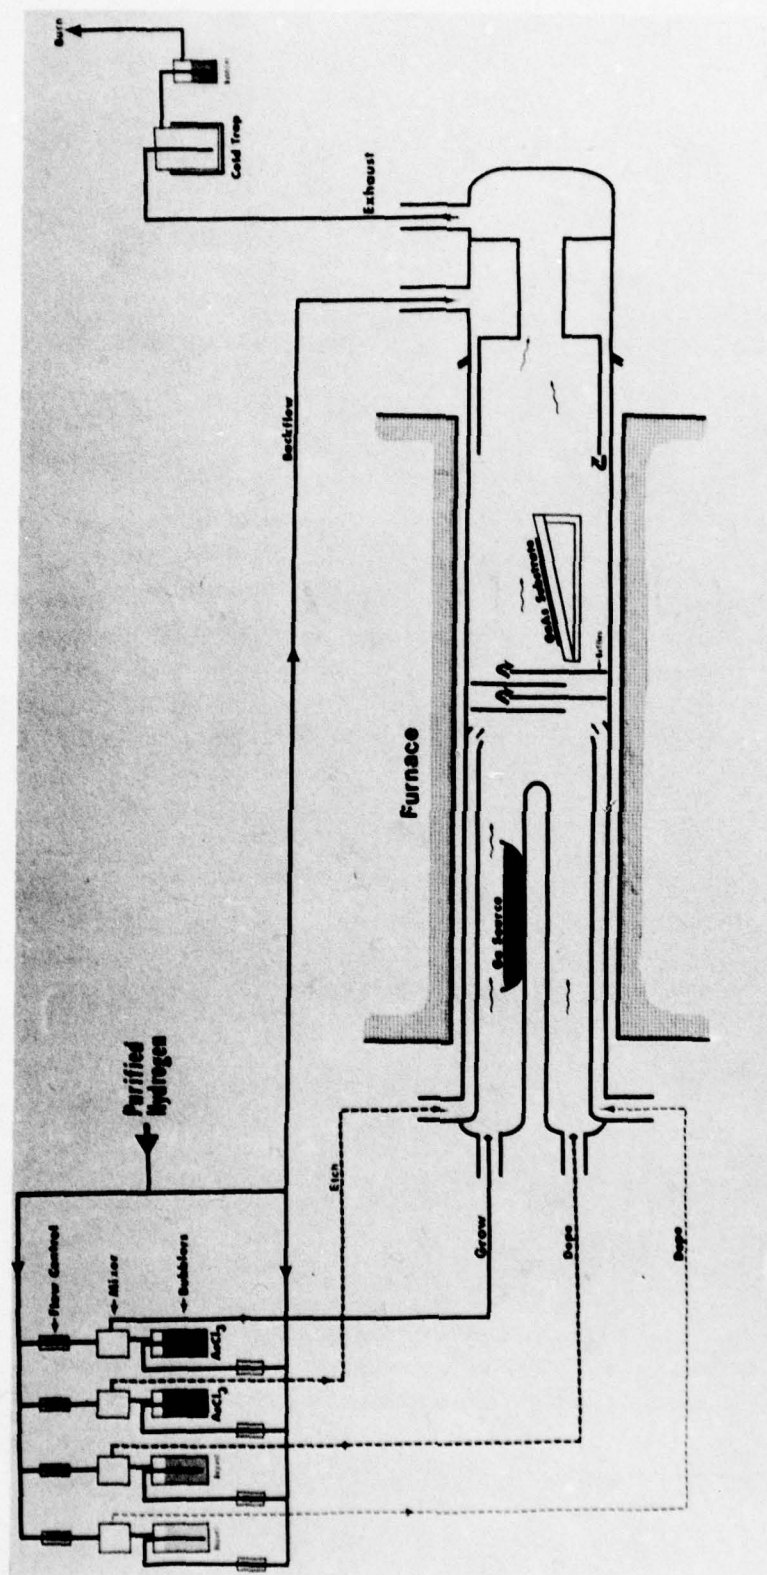 Burn
Cold Trap
Exhaust
Backflow
GaAs Substrate
Baffles
Furnace
Ga Source
Purified
Hydrogen
Etch
Grow
Dope
Dope
Flow Control
Mixer
Bubblers
AsCl3
AsCl3